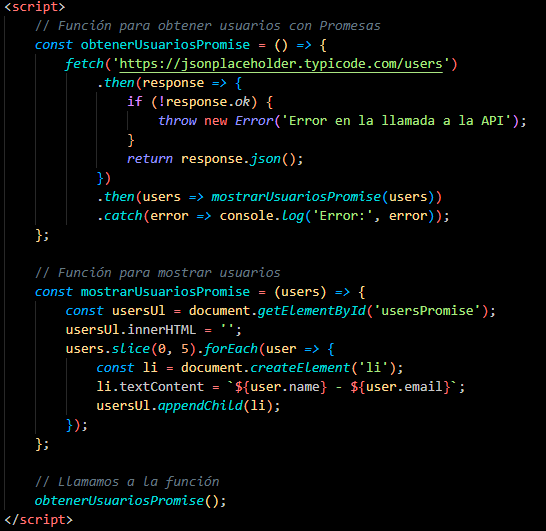 <script>
// Función para obtener usuarios con Promesas
const obtenerUsuariosPromise = () => {
fetch('https://jsonplaceholder.typicode.com/users')
.then(response => {
if (!response.ok) {
throw new Error('Error en la llamada a la API');
}
return response.json();
})
.then(users => mostrarUsuariosPromise(users))
.catch(error => console.log('Error:', error));
};
// Función para mostrar usuarios
const mostrarUsuariosPromise = (users) => {
const usersUl = document.getElementById('usersPromise');
usersUl.innerHTML = '';
users.slice(0, 5).forEach(user => {
const li = document.createElement('li');
li.textContent = `${user.name} - ${user.email}`;
usersUl.appendChild(li);
});
};
// Llamamos a la función
obtenerUsuariosPromise();
</script>